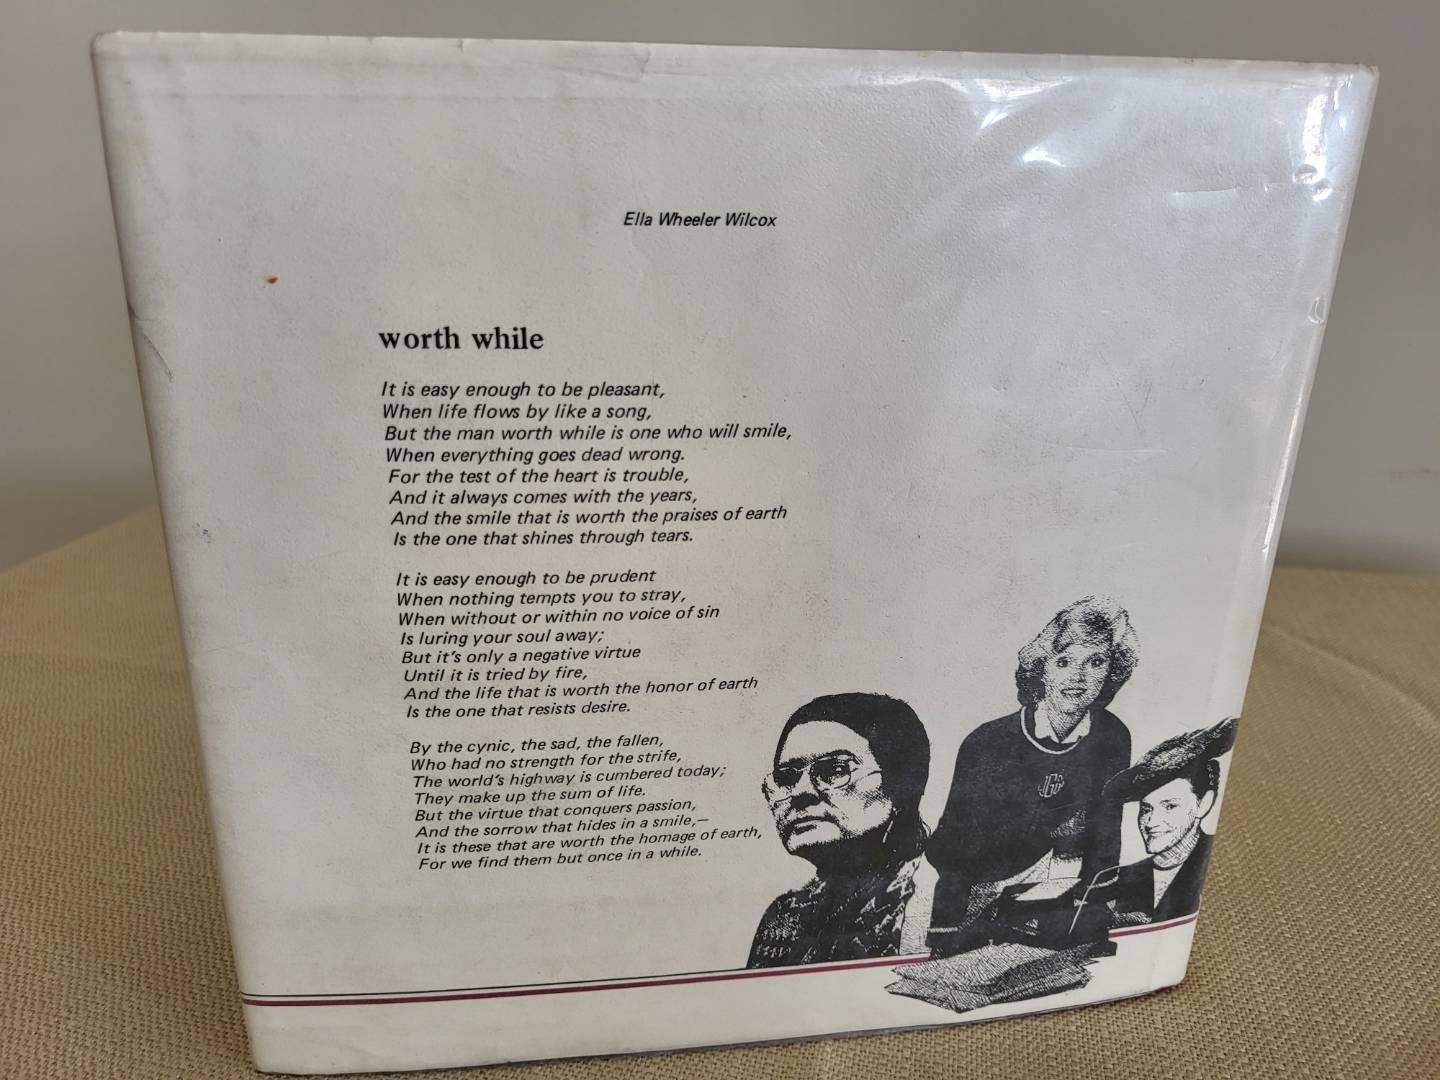 Ella Wheeler Wilcox
worth while
It is easy enough to be pleasant,
When life flows by like a song,
But the man worth while is one who will smile,
When everything goes dead wrong.
For the test of the heart is trouble,
And it always comes with the years,
And the smile that is worth the praises of earth
Is the one that shines through tears.
It is easy enough to be prudent
When nothing tempts you to stray,
When without or within no voice of sin
Is luring your soul away;
But it's only a negative virtue
Until it is tried by fire,
And the life that is worth the honor of earth
Is the one that resists desire.
By the cynic, the sad, the fallen,
Who had no strength for the strife,
The world's highway is cumbered today;
They make up the sum of life.
But the virtue that conquers passion,
And the sorrow that hides in a smile,—
It is these that are worth the homage of earth,
For we find them but once in a while.